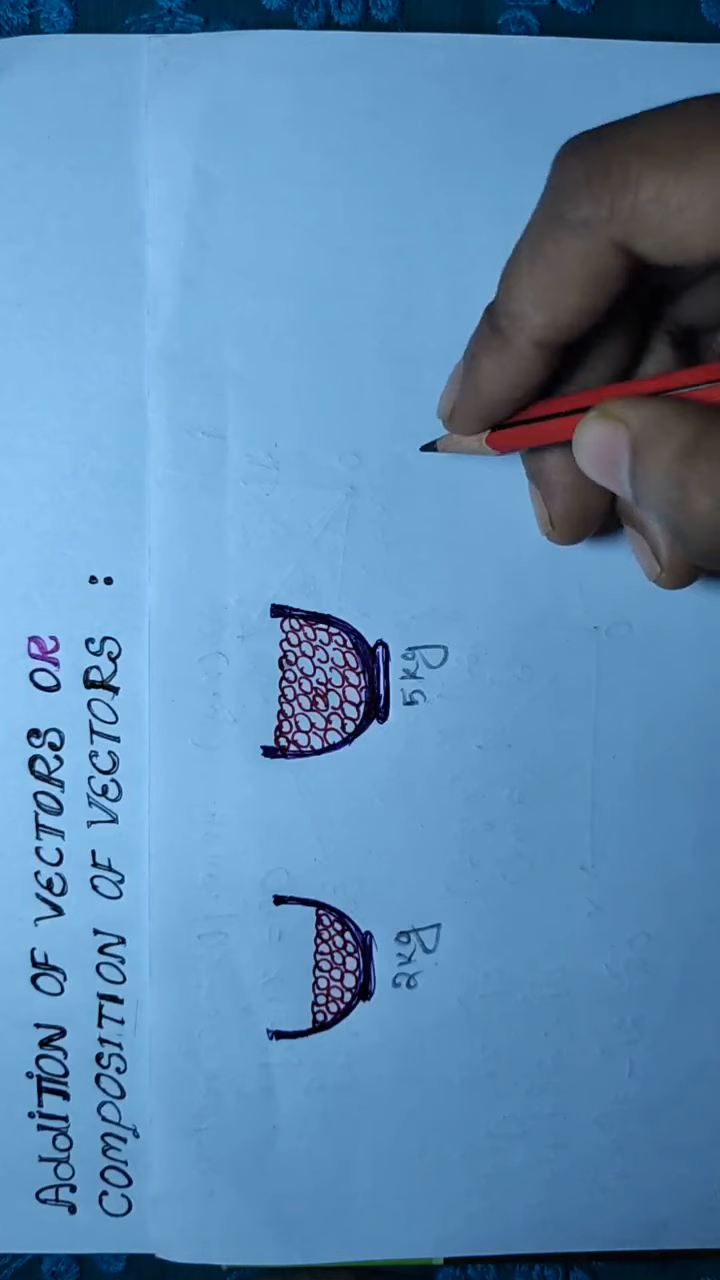 AddiTION OF VECTORS OR
COMPOSITION OF VECTORS :
2kg
5kg